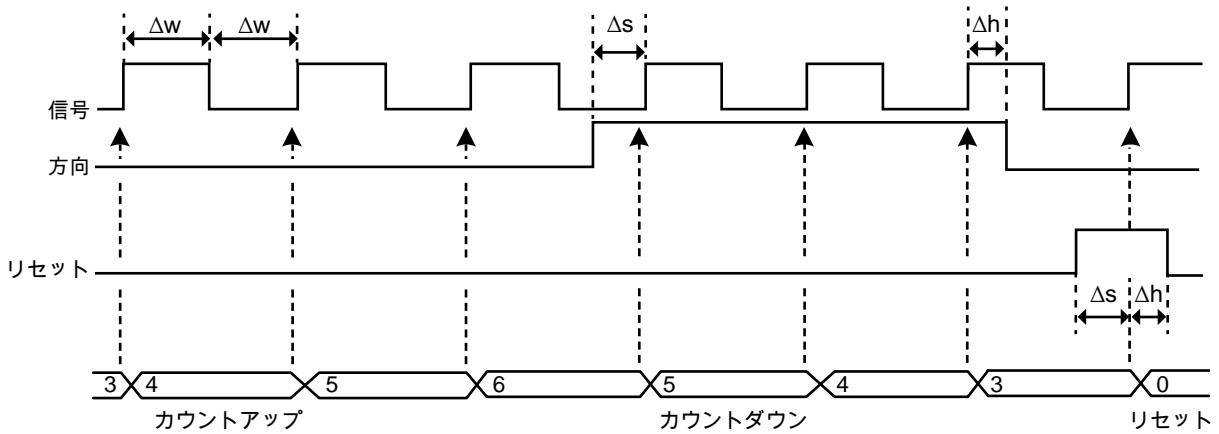 Δw Δw Δs Δh
信号
方向
リセット
Δs Δh
3 4 5 6 5 4 3 0
カウントアップ カウントダウン リセット